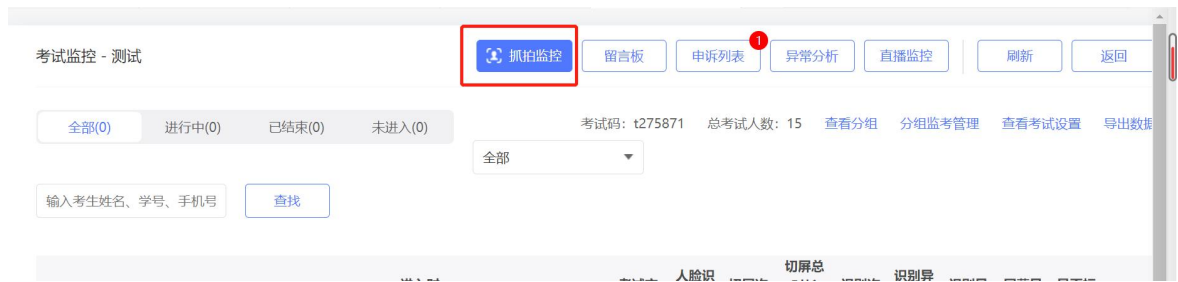 考试监控 - 测试 抓拍监控 留言板 申诉列表 1 异常分析 直播监控 刷新 返回
全部(0) 进行中(0) 已结束(0) 未进入(0) 考试码：t275871 总考试人数：15 查看分组 分组监考管理 查看考试设置 导出数据
全部
输入考生姓名、学号、手机号 查找
切屏总
人脸识 识别异